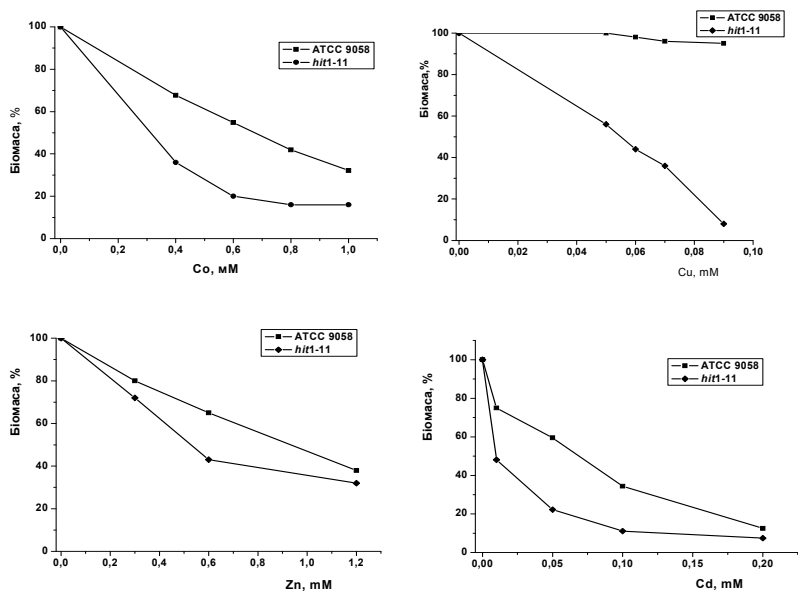 100
80
60
40
20
0
Біомаса, %
0,0 0,2 0,4 0,6 0,8 1,0
Co, мМ
ATCC 9058
hit1-11
100
80
60
40
20
0
Біомаса,%
0,00 0,02 0,04 0,06 0,08 0,10
Cu, mM
ATCC 9058
hit1-11
100
80
60
40
20
0
Біомаса, %
0,0 0,2 0,4 0,6 0,8 1,0 1,2
Zn, mM
ATCC 9058
hit1-11
100
80
60
40
20
0
Біомаса, %
0,00 0,05 0,10 0,15 0,20
Cd, mM
ATCC 9058
hit1-11